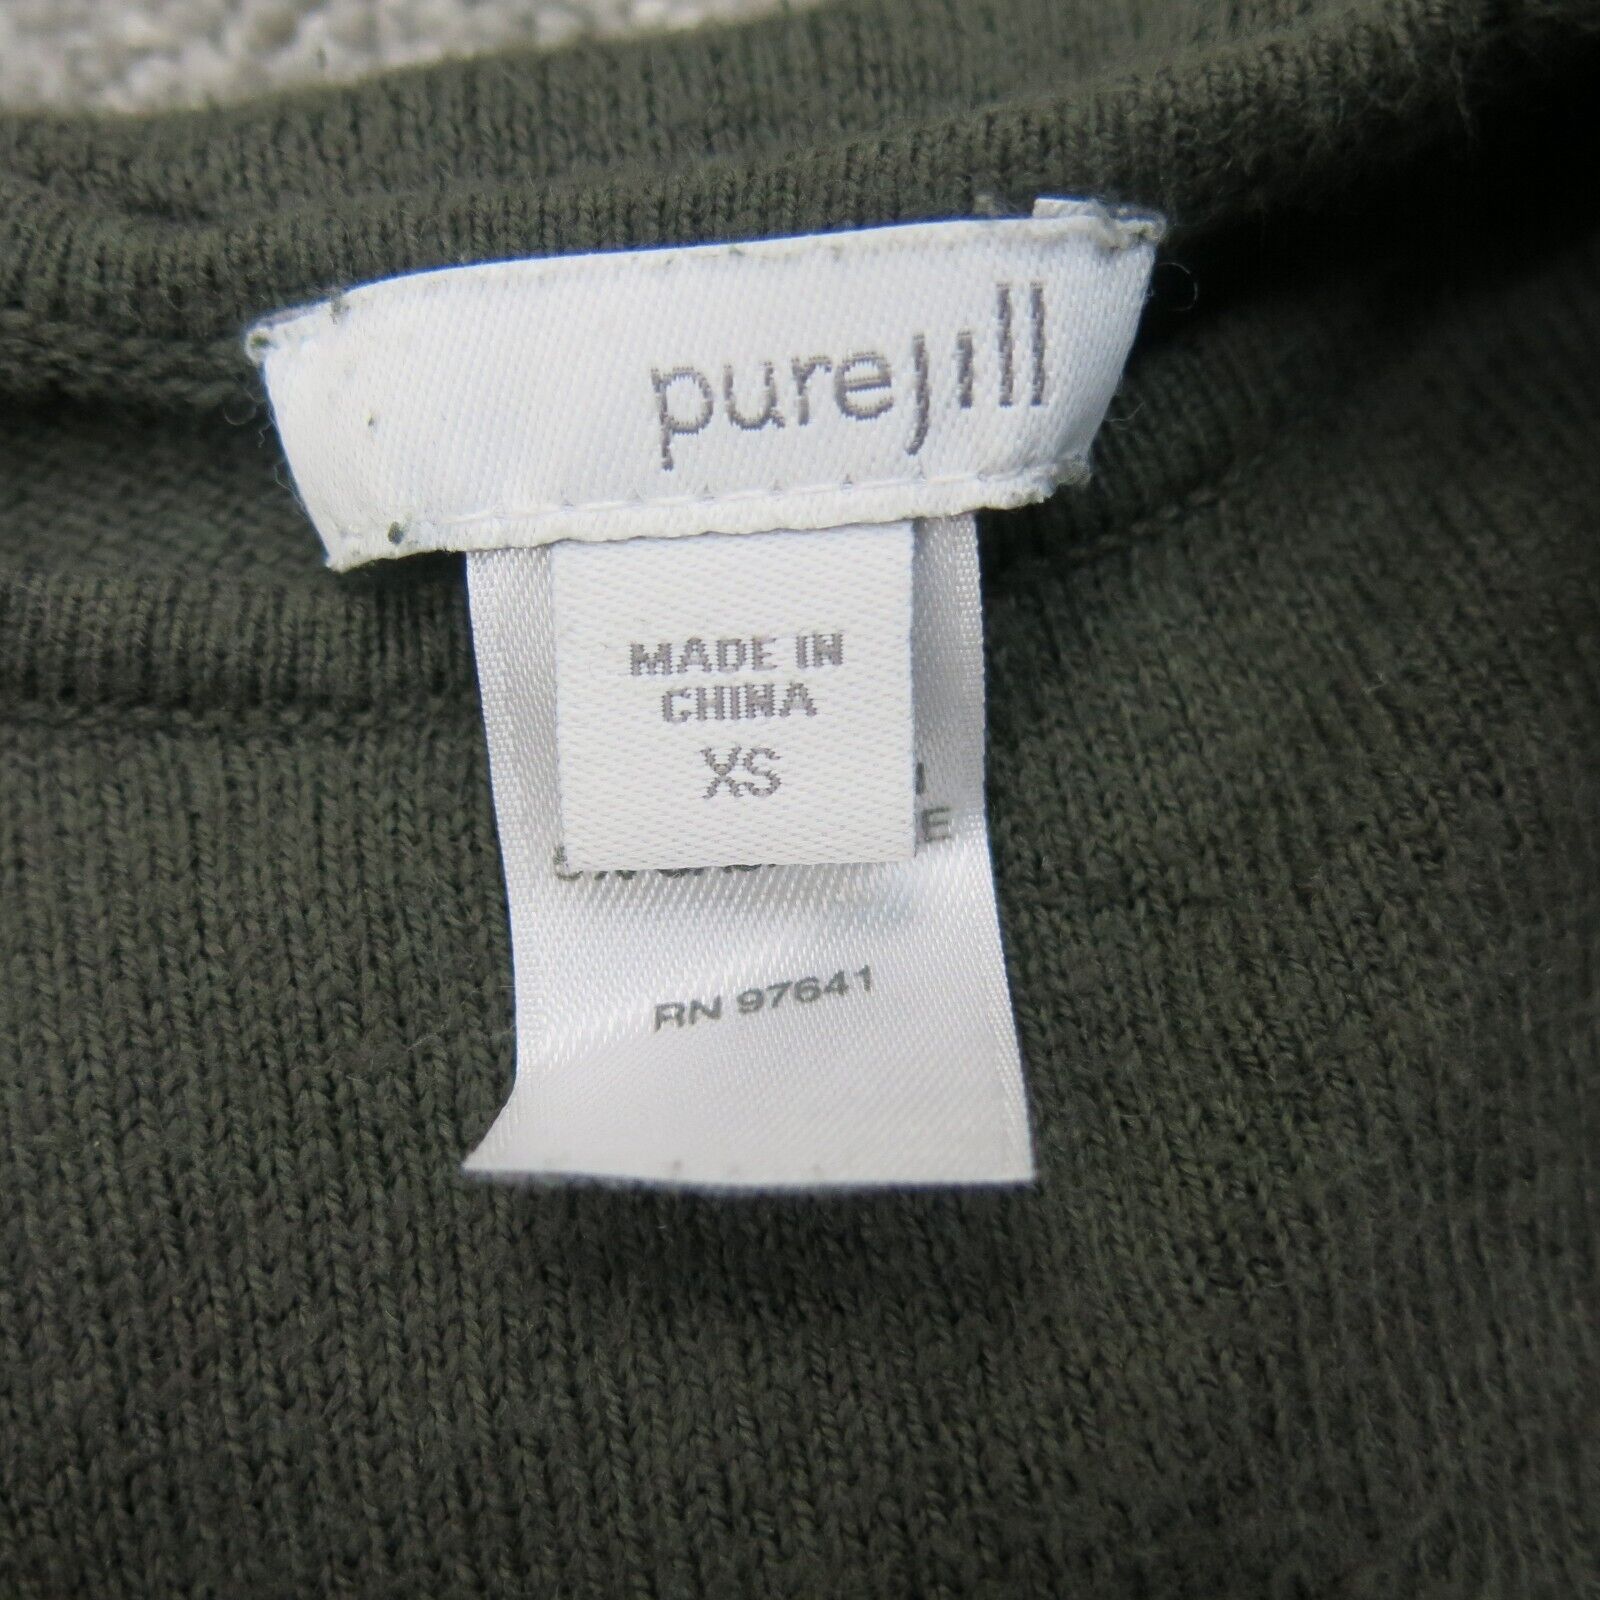 purejill
MADE IN
CHINA
XS
RN 97641